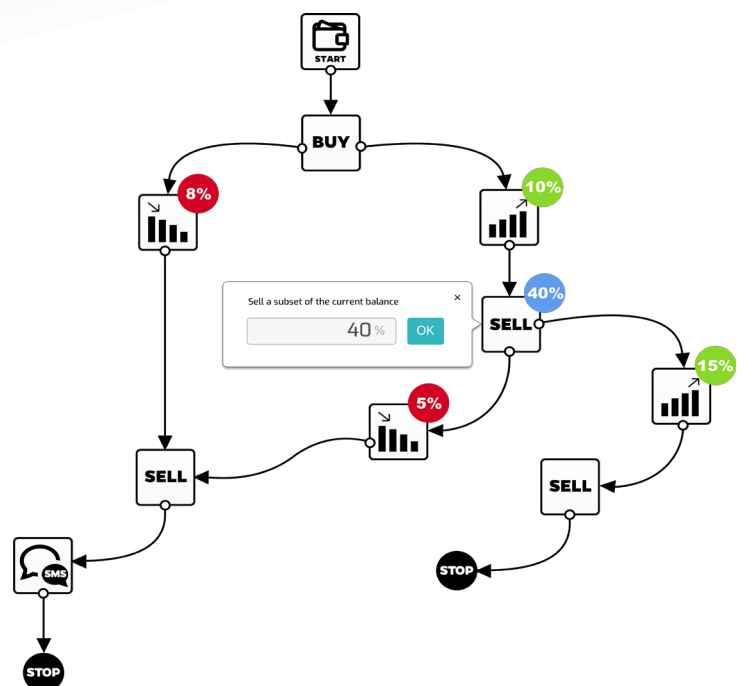 START
BUY
8%
10%
Sell a subset of the current balance
×
40 %
OK
40%
SELL
15%
5%
SELL
SELL
SMS
STOP
STOP